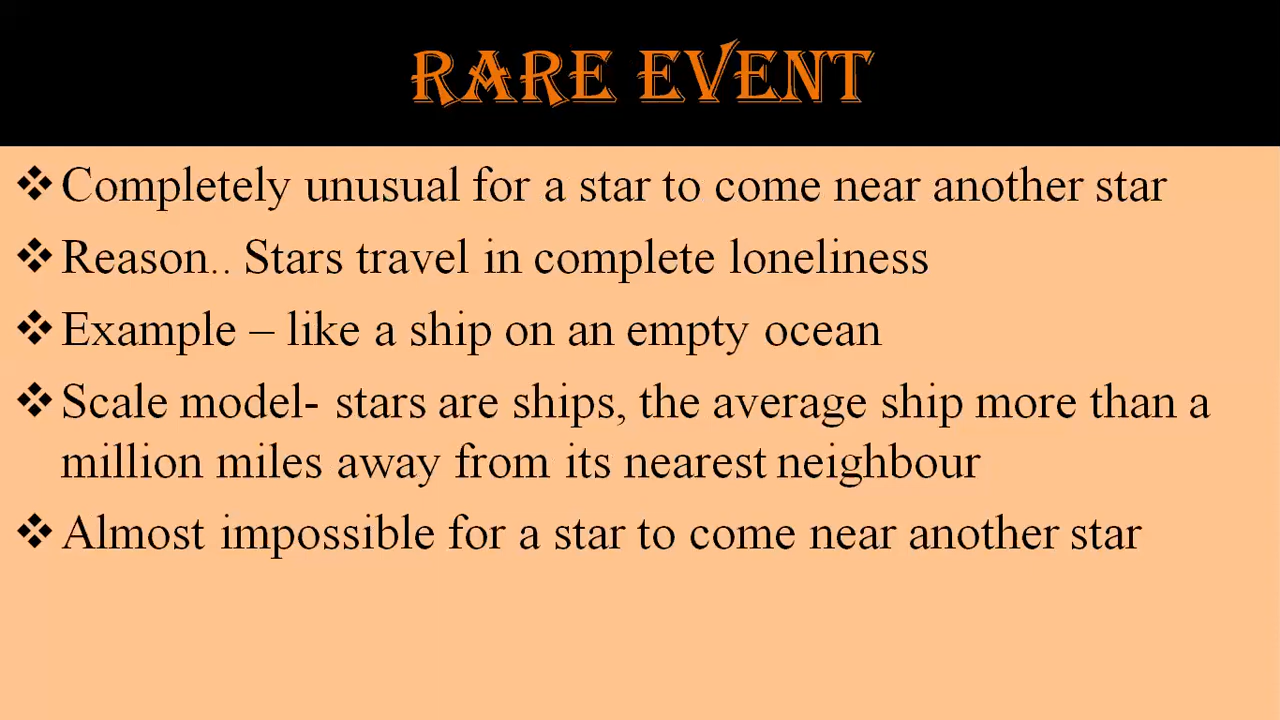 RARE EVENT
❖Completely unusual for a star to come near another star
❖Reason.. Stars travel in complete loneliness
❖Example – like a ship on an empty ocean
❖Scale model- stars are ships, the average ship more than a
million miles away from its nearest neighbour
❖Almost impossible for a star to come near another star